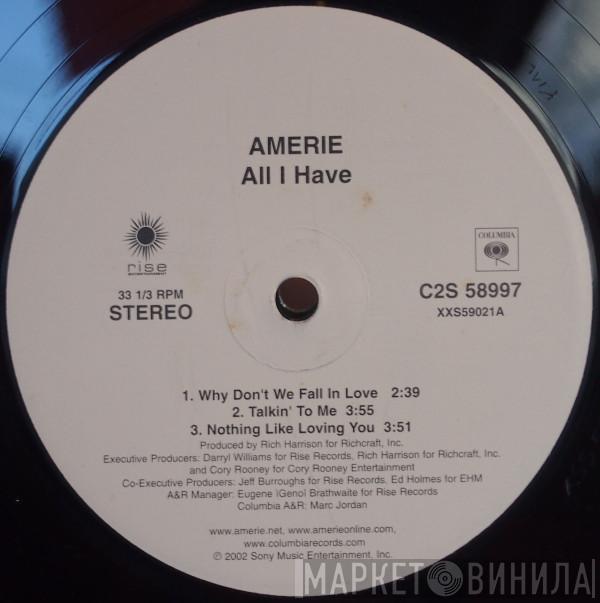 AMERIE
All I Have
rise
ENTERTAINMENT
COLUMBIA
33 1/3 RPM
STEREO
C2S 58997
XXS59021A
1. Why Don't We Fall In Love 2:39
2. Talkin' To Me 3:55
3. Nothing Like Loving You 3:51
Produced by Rich Harrison for Richcraft, Inc.
Executive Producers: Darryl Williams for Rise Records, Rich Harrison for Richcraft, Inc.
and Cory Rooney for Cory Rooney Entertainment
Co-Executive Producers: Jeff Burroughs for Rise Records, Ed Holmes for EHM
A&R Manager: Eugene iGenoî Brathwaite for Rise Records
Columbia A&R: Marc Jordan
www.amerie.net, www.amerieonline.com,
www.columbiarecords.com
℗ 2002 Sony Music Entertainment, Inc.
МАРКЕТ ВИНИЛА